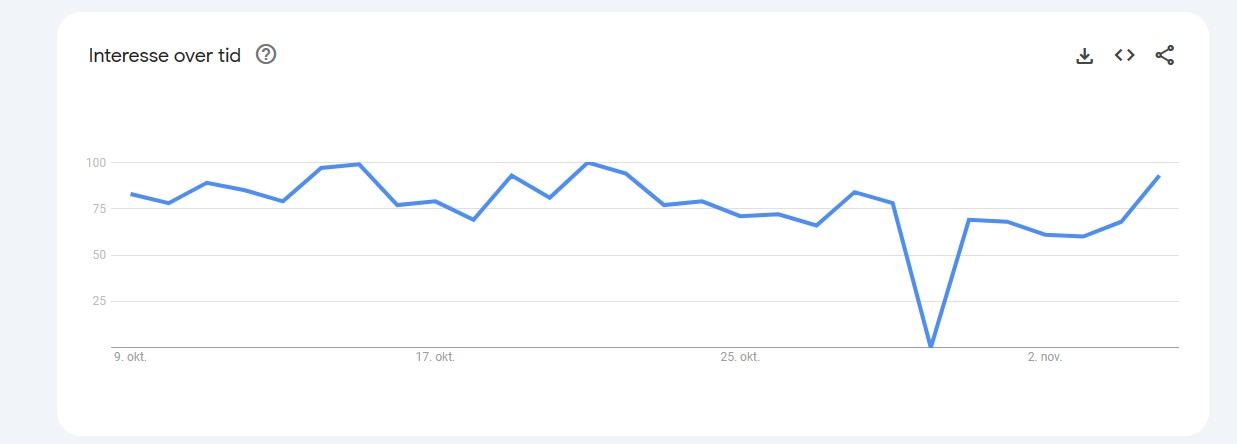 Interesse over tid
100
75
50
25
9. okt.
17. okt.
25. okt.
2. nov.